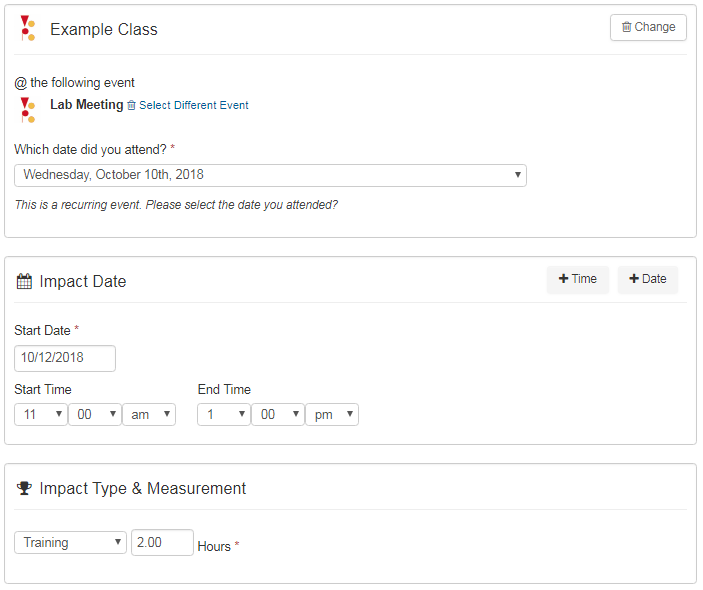 Example Class
Change
@ the following event
Lab Meeting Select Different Event
Which date did you attend? *
Wednesday, October 10th, 2018
This is a recurring event. Please select the date you attended?
Impact Date
+ Time + Date
Start Date *
10/12/2018
Start Time End Time
11 00 am 1 00 pm
Impact Type & Measurement
Training 2.00 Hours *